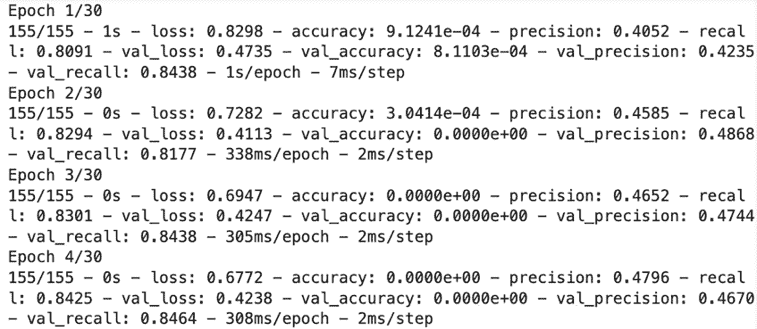 Epoch 1/30
155/155 - 1s - loss: 0.8298 - accuracy: 9.1241e-04 - precision: 0.4052 - recal
l: 0.8091 - val_loss: 0.4735 - val_accuracy: 8.1103e-04 - val_precision: 0.4235
- val_recall: 0.8438 - 1s/epoch - 7ms/step
Epoch 2/30
155/155 - 0s - loss: 0.7282 - accuracy: 3.0414e-04 - precision: 0.4585 - recal
l: 0.8294 - val_loss: 0.4113 - val_accuracy: 0.0000e+00 - val_precision: 0.4868
- val_recall: 0.8177 - 338ms/epoch - 2ms/step
Epoch 3/30
155/155 - 0s - loss: 0.6947 - accuracy: 0.0000e+00 - precision: 0.4652 - recal
l: 0.8301 - val_loss: 0.4247 - val_accuracy: 0.0000e+00 - val_precision: 0.4744
- val_recall: 0.8438 - 305ms/epoch - 2ms/step
Epoch 4/30
155/155 - 0s - loss: 0.6772 - accuracy: 0.0000e+00 - precision: 0.4796 - recal
l: 0.8425 - val_loss: 0.4238 - val_accuracy: 0.0000e+00 - val_precision: 0.4670
- val_recall: 0.8464 - 308ms/epoch - 2ms/step